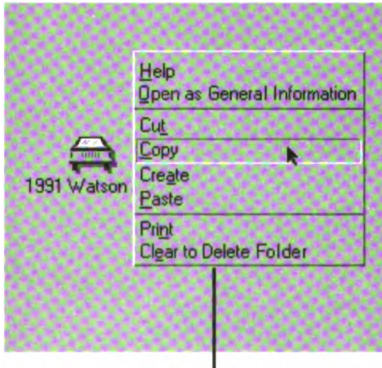 Help
Open as General Information
Cut
Copy
Create
Paste
Print
Clear to Delete Folder
1991 Watson